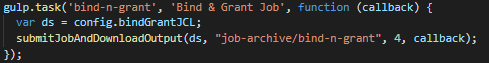 gulp.task('bind-n-grant', 'Bind & Grant Job', function (callback) {
  var ds = config.bindGrantJCL;
  submitJobAndDownloadOutput(ds, "job-archive/bind-n-grant", 4, callback);
});